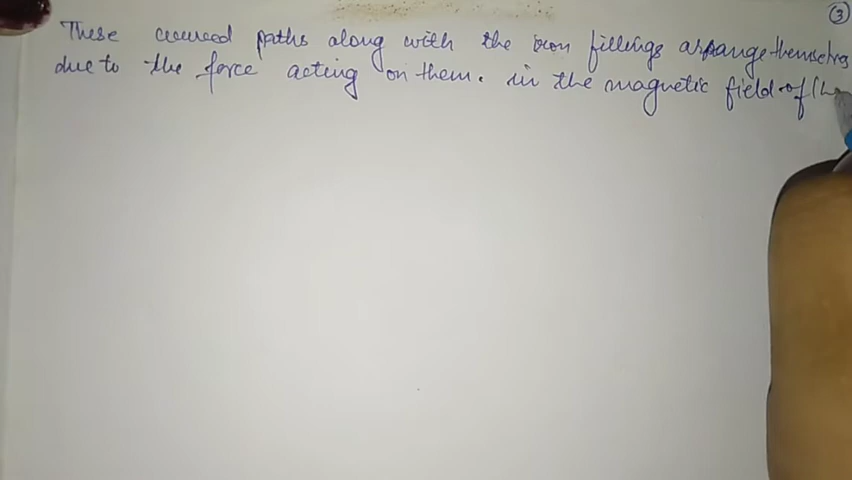 ③
These curved paths along with the iron fillings arrange themselves
due to the force acting on them. in the magnetic field of